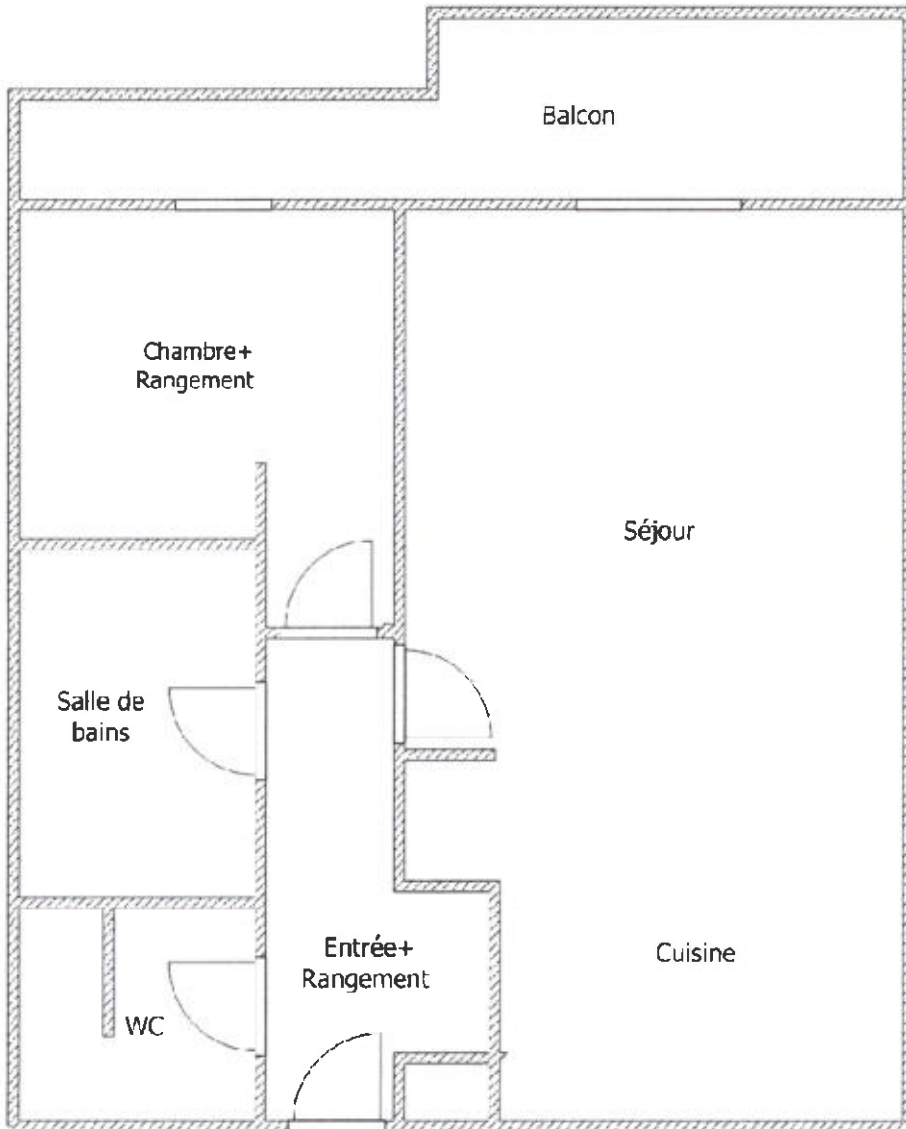 Balcon
Chambre+
Rangement
Séjour
Salle de
bains
Entrée+
Rangement
Cuisine
WC